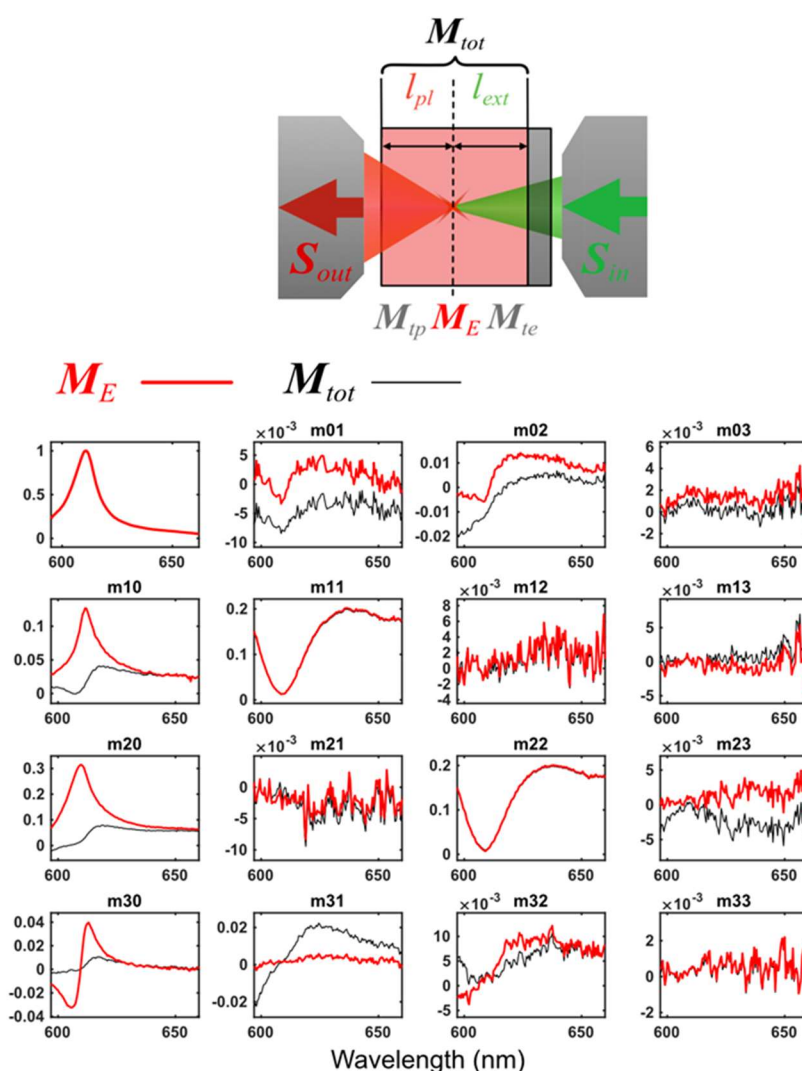 M_tot
l_pl l_ext
S_out S_in
M_tp M_E M_te
M_E M_tot
×10⁻³ m01 m02 ×10⁻³ m03
1 5 0.01 6
0.5 0 0 4
0 -5 -0.01 2
-10 -0.02 0
-2
600 650 600 650 600 650 600 650
m10 m11 ×10⁻³ m12 ×10⁻³ m13
0.1 0.2 8 5
0.05 0.1 6 0
0 0 4 -5
2
0
-2
-4
600 650 600 650 600 650 600 650
m20 ×10⁻³ m21 m22 ×10⁻³ m23
0.3 0 0.2 5
0.2 -5 0.1 0
0.1 -10 0 -5
0
600 650 600 650 600 650 600 650
m30 m31 ×10⁻³ m32 ×10⁻³ m33
0.04 0.02 10 2
0.02 0 5 0
0 -0.02 0 -2
-0.02 -5
-0.04
600 650 600 650 600 650 600 650
Wavelength (nm)